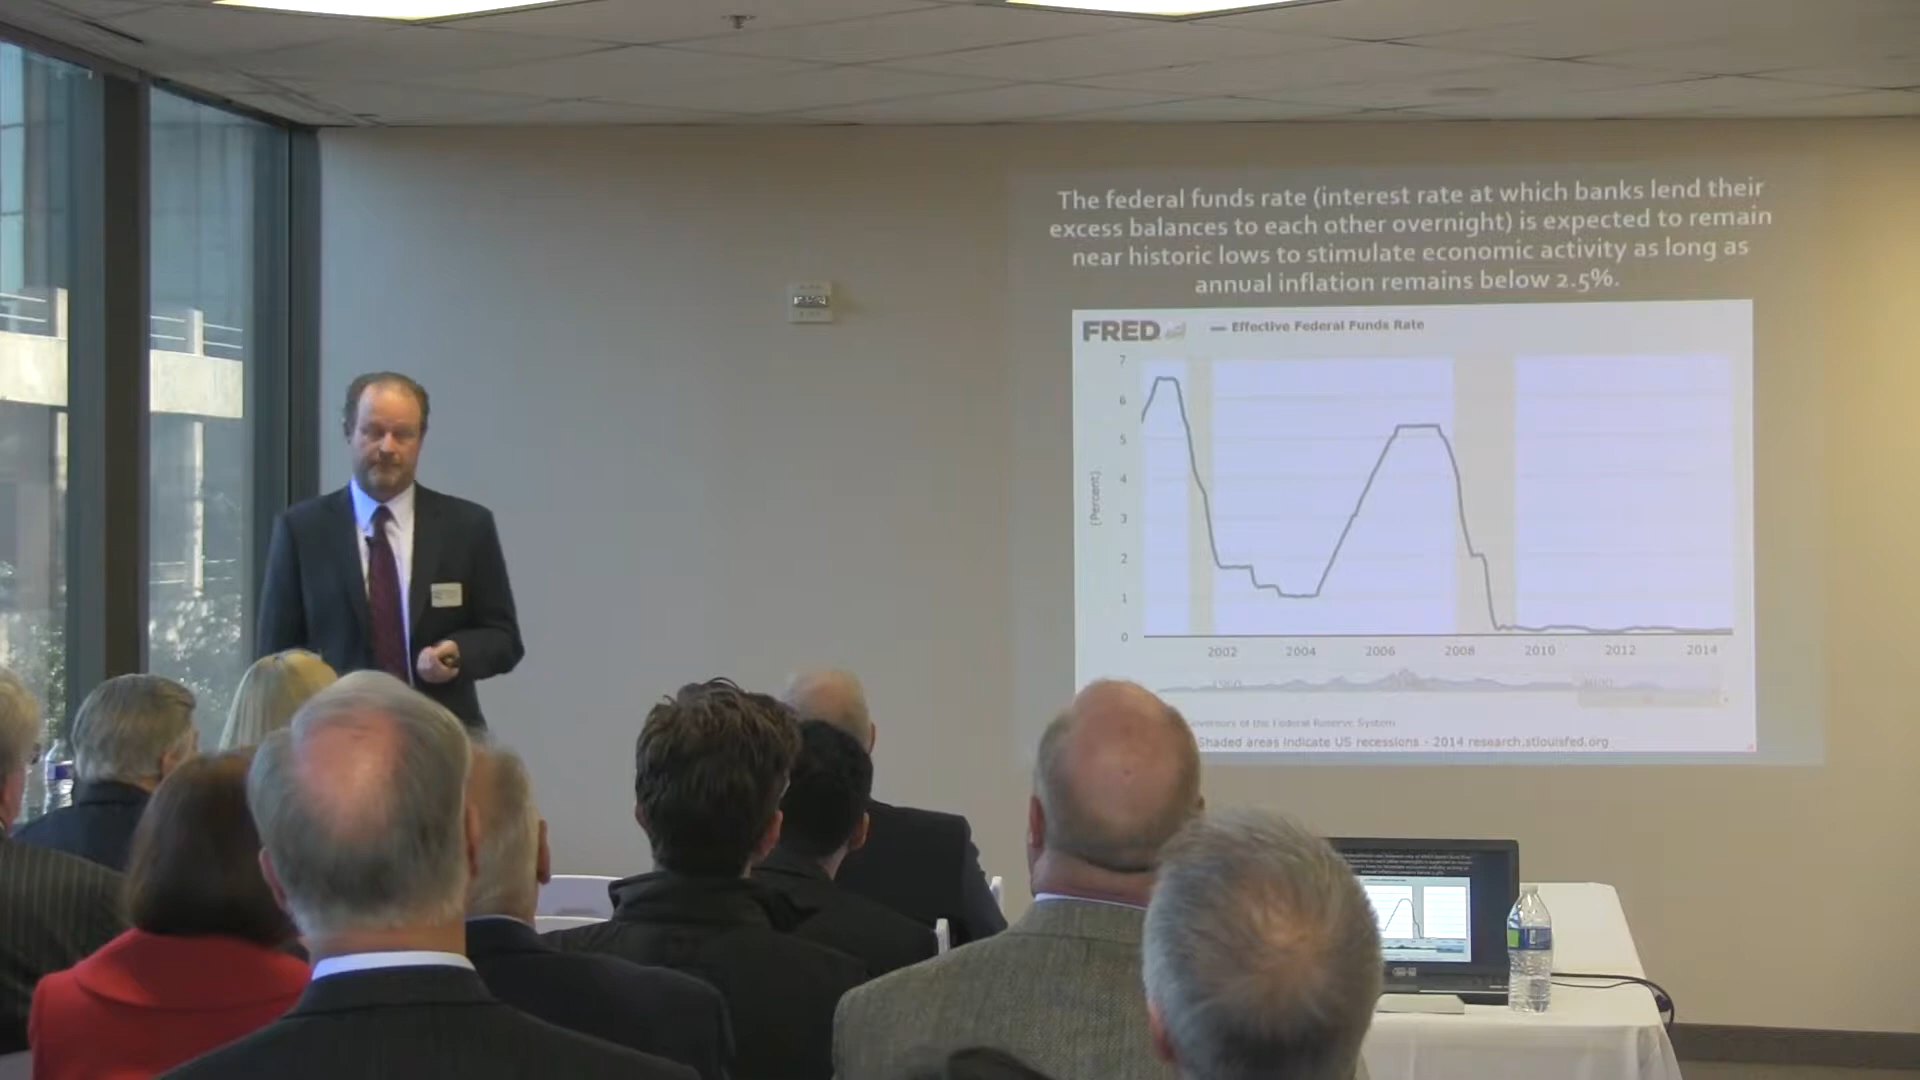 The federal funds rate (interest rate at which banks lend their
excess balances to each other overnight) is expected to remain
near historic lows to stimulate economic activity as long as
annual inflation remains below 2.5%.
FRED — Effective Federal Funds Rate
7
6
5
4
3
2
1
0
(Percent)
2002 2004 2006 2008 2010 2012 2014
1960 2000
Governors of the Federal Reserve System
Shaded areas indicate US recessions - 2014 research.stlouisfed.org